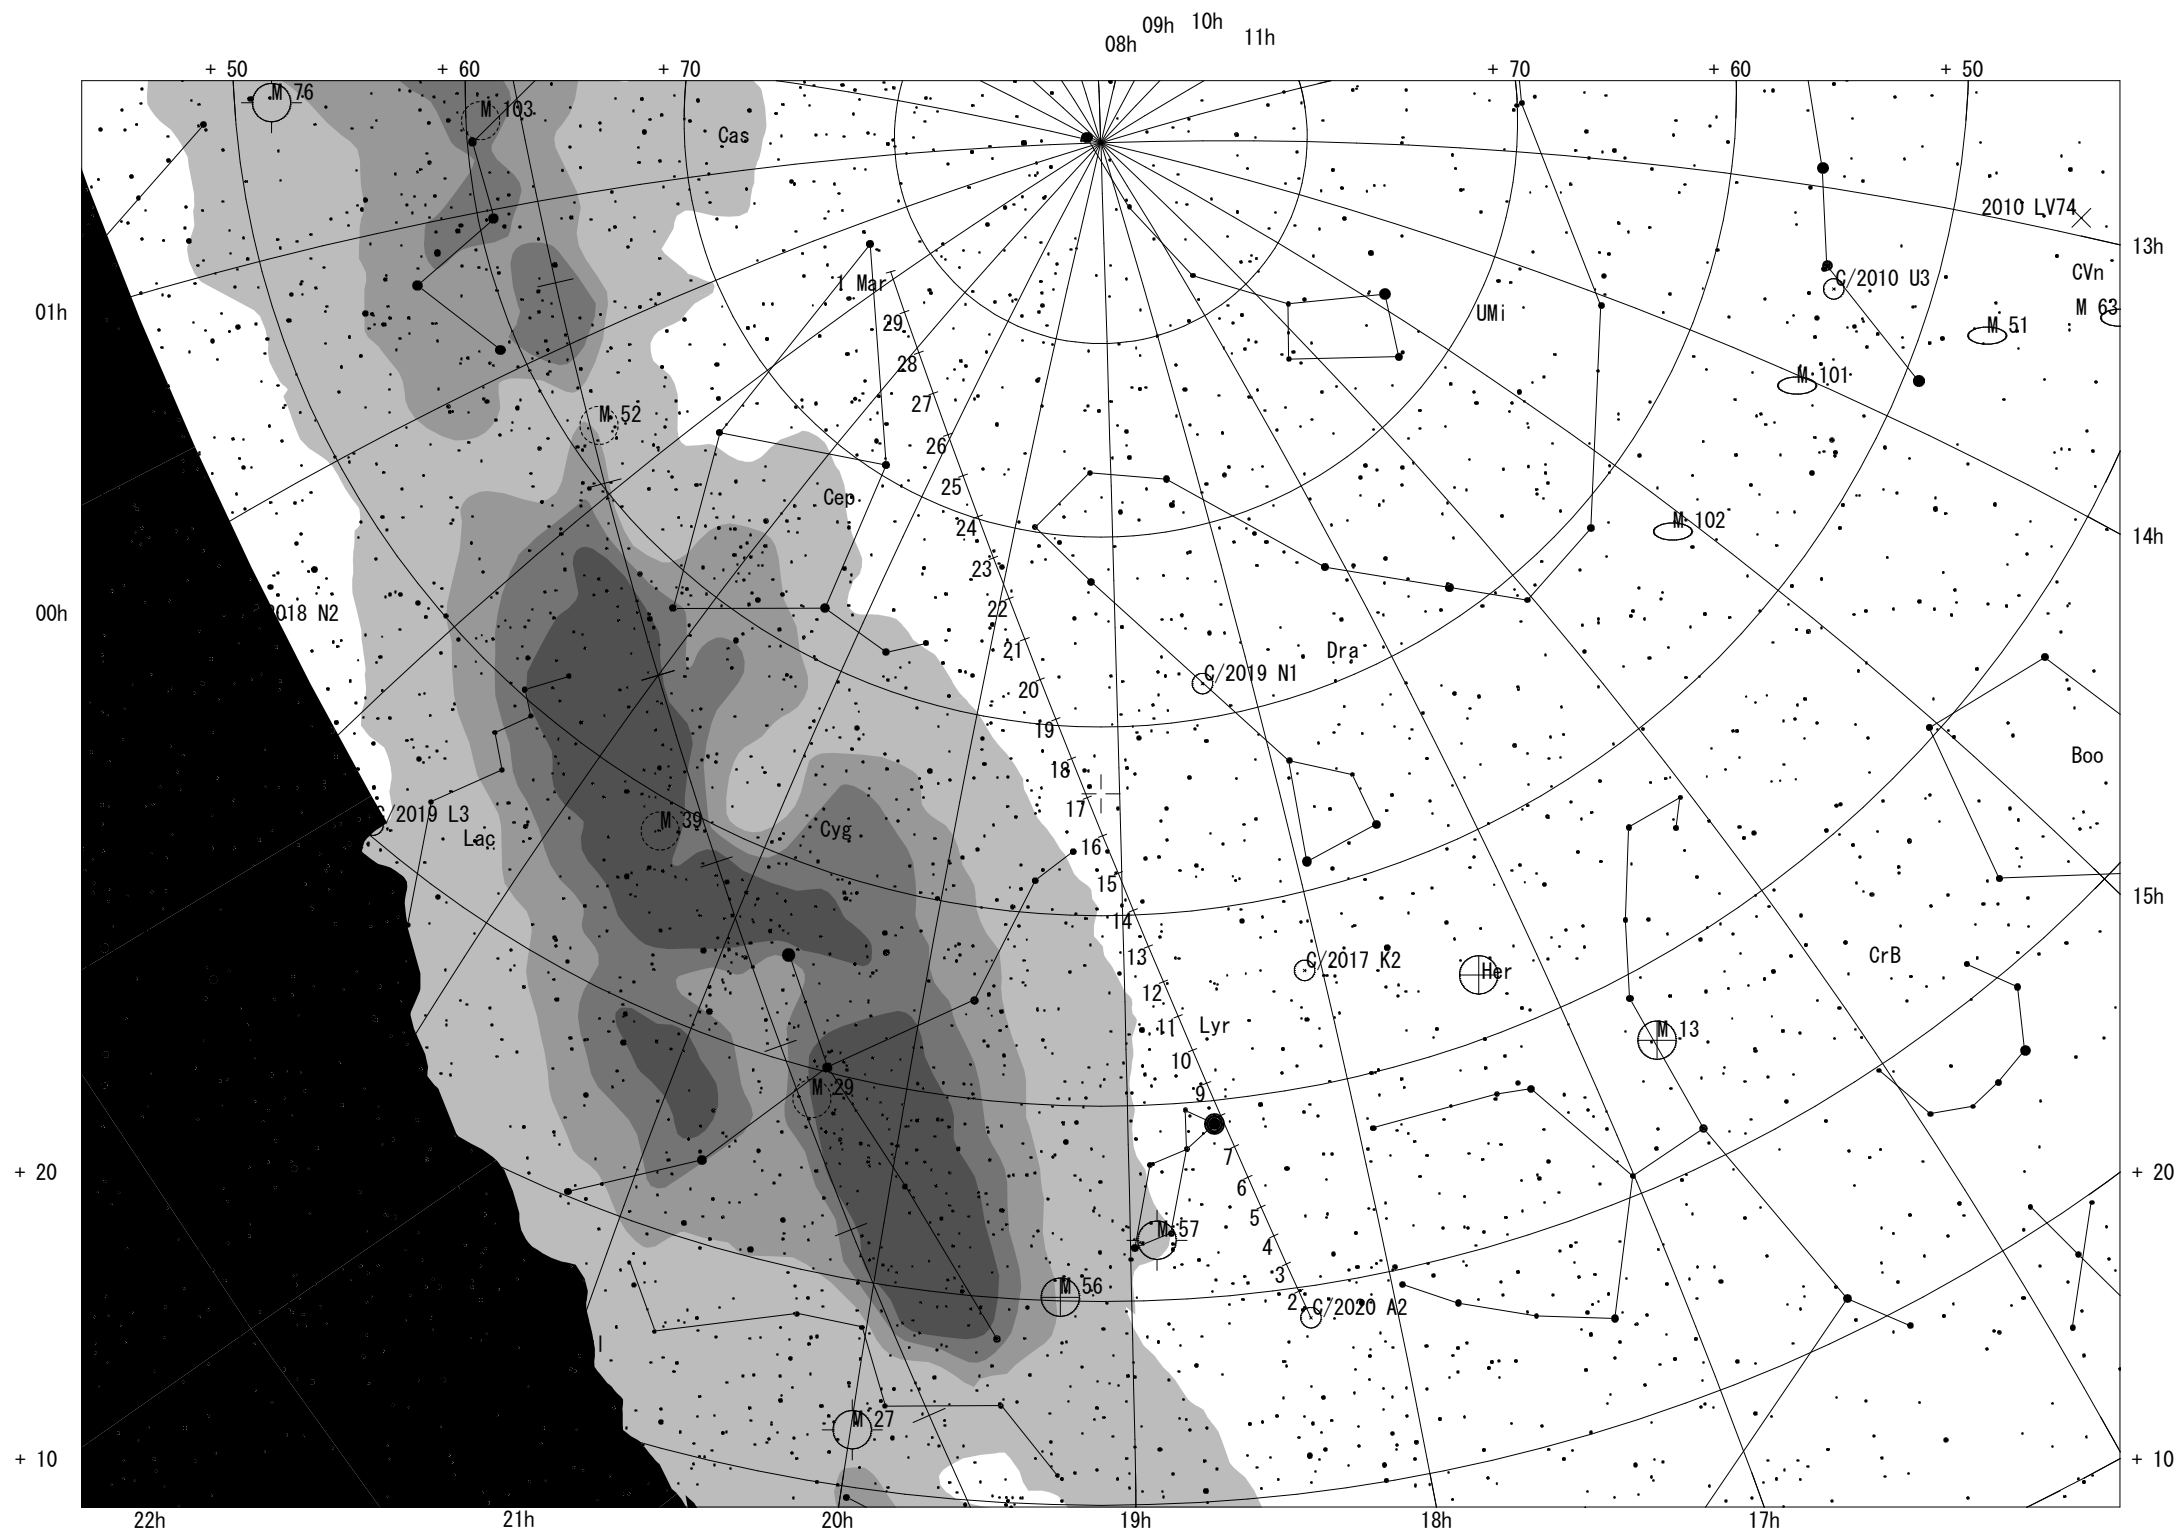 09h 10h
08h 11h
+ 50 + 60 + 70 + 70 + 60 + 50
M 76
M 103
Cas
2010 LV74
13h
CVn
C/2010 U3
1 Mar
M 63
01h
UMi
29
M 51
28
M 101
27
M 52
26
25
Cep
M 102
24
14h
23
22
2018 N2
00h
21
Dra
C/2019 N1
20
19
Boo
18
17
C/2019 L3
M 39
Cyg
Lac
16
15
15h
14
13
C/2017 K2
CrB
Her
12
11
Lyr
M 13
10
M 29
9
7
+ 20
+ 20
6
5
M 57
4
3
M 56
2
C/2020 A2
M 27
+ 10
+ 10
22h 21h 20h 19h 18h 17h